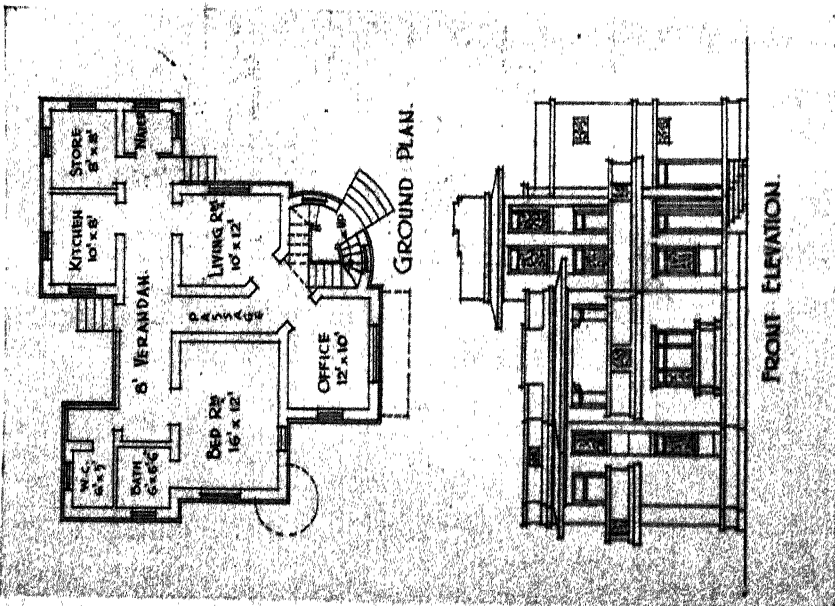 STORE
8' x 8'
KITCHEN
10' x 8'
8' VERANDAH.
LIVING RM
10' x 12'
PASSAGE
UP
W.C.
BATH
BED RM
16' x 12'
OFFICE
12' x 10'
GROUND PLAN.
FRONT ELEVATION.